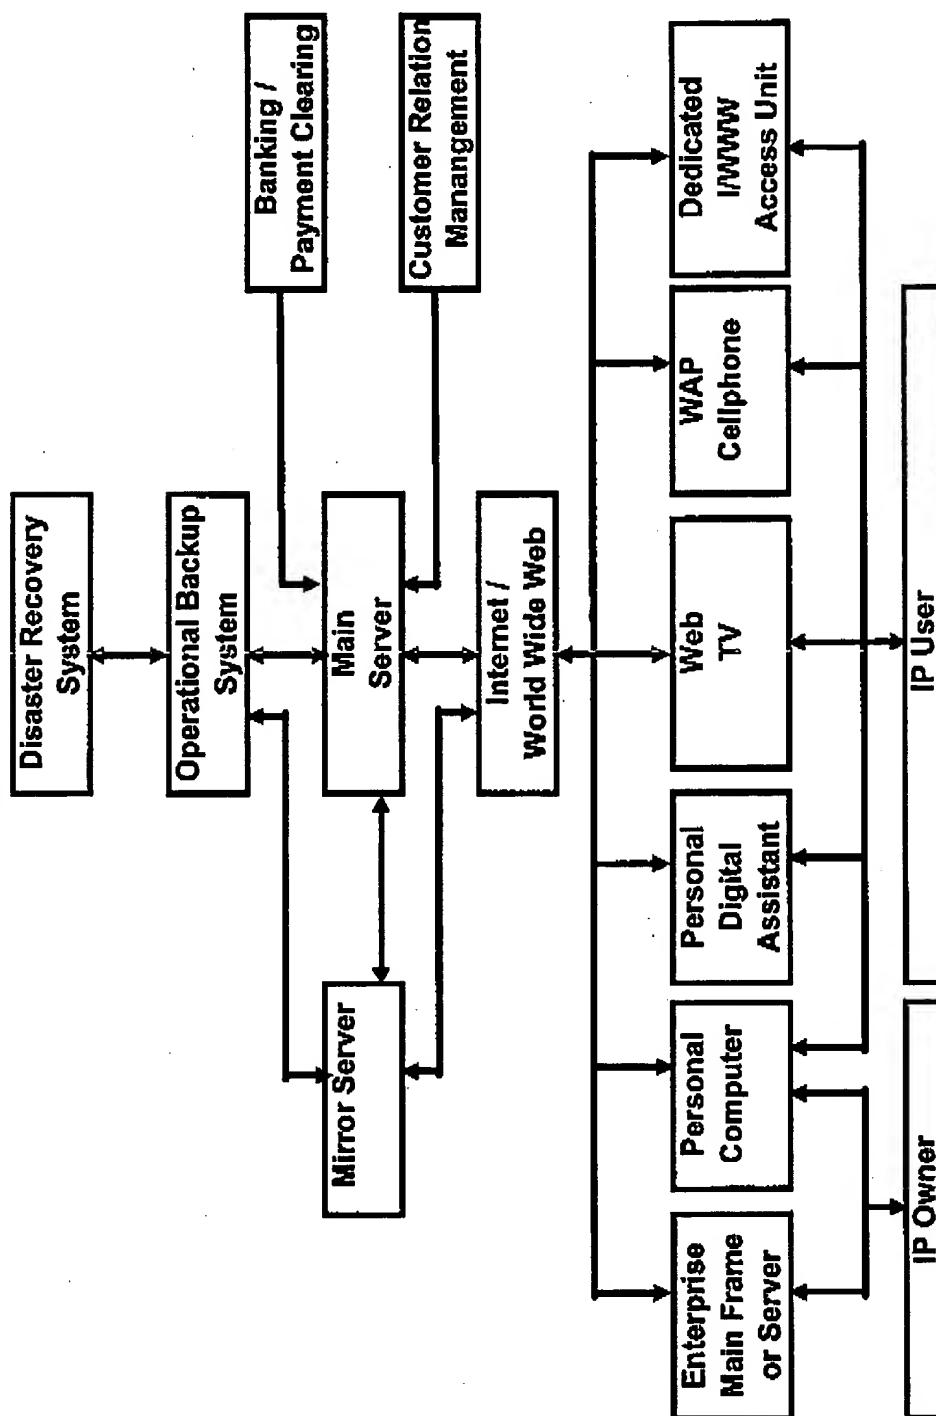 Disaster Recovery
System
Operational Backup
System
Banking /
Payment Clearing
Mirror Server
Main
Server
Customer Relation
Manangement
Internet /
World Wide Web
Enterprise
Main Frame
or Server
Personal
Computer
Personal
Digital
Assistant
Web
TV
WAP
Cellphone
Dedicated
I/WWW
Access Unit
IP Owner
IP User